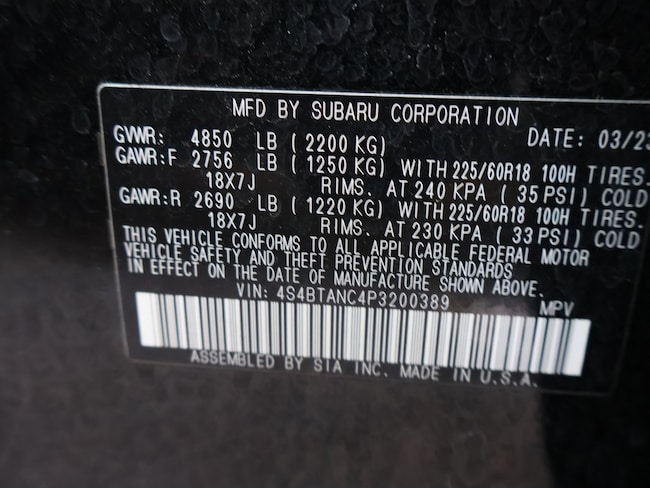 MFD BY SUBARU CORPORATION
GVWR: 4850 LB ( 2200 KG) DATE: 03/23
GAWR:F 2756 LB ( 1250 KG) WITH 225/60R18 100H TIRES.
18X7J RIMS. AT 240 KPA ( 35 PSI) COLD
GAWR:R 2690 LB ( 1220 KG) WITH 225/60R18 100H TIRES.
18X7J RIMS. AT 230 KPA ( 33 PSI) COLD
THIS VEHICLE CONFORMS TO ALL APPLICABLE FEDERAL MOTOR
VEHICLE SAFETY AND THEFT PREVENTION STANDARDS
IN EFFECT ON THE DATE OF MANUFACTURE SHOWN ABOVE.
VIN: 4S4BTANC4P3200389 MPV
ASSEMBLED BY SIA INC. MADE IN U.S.A.